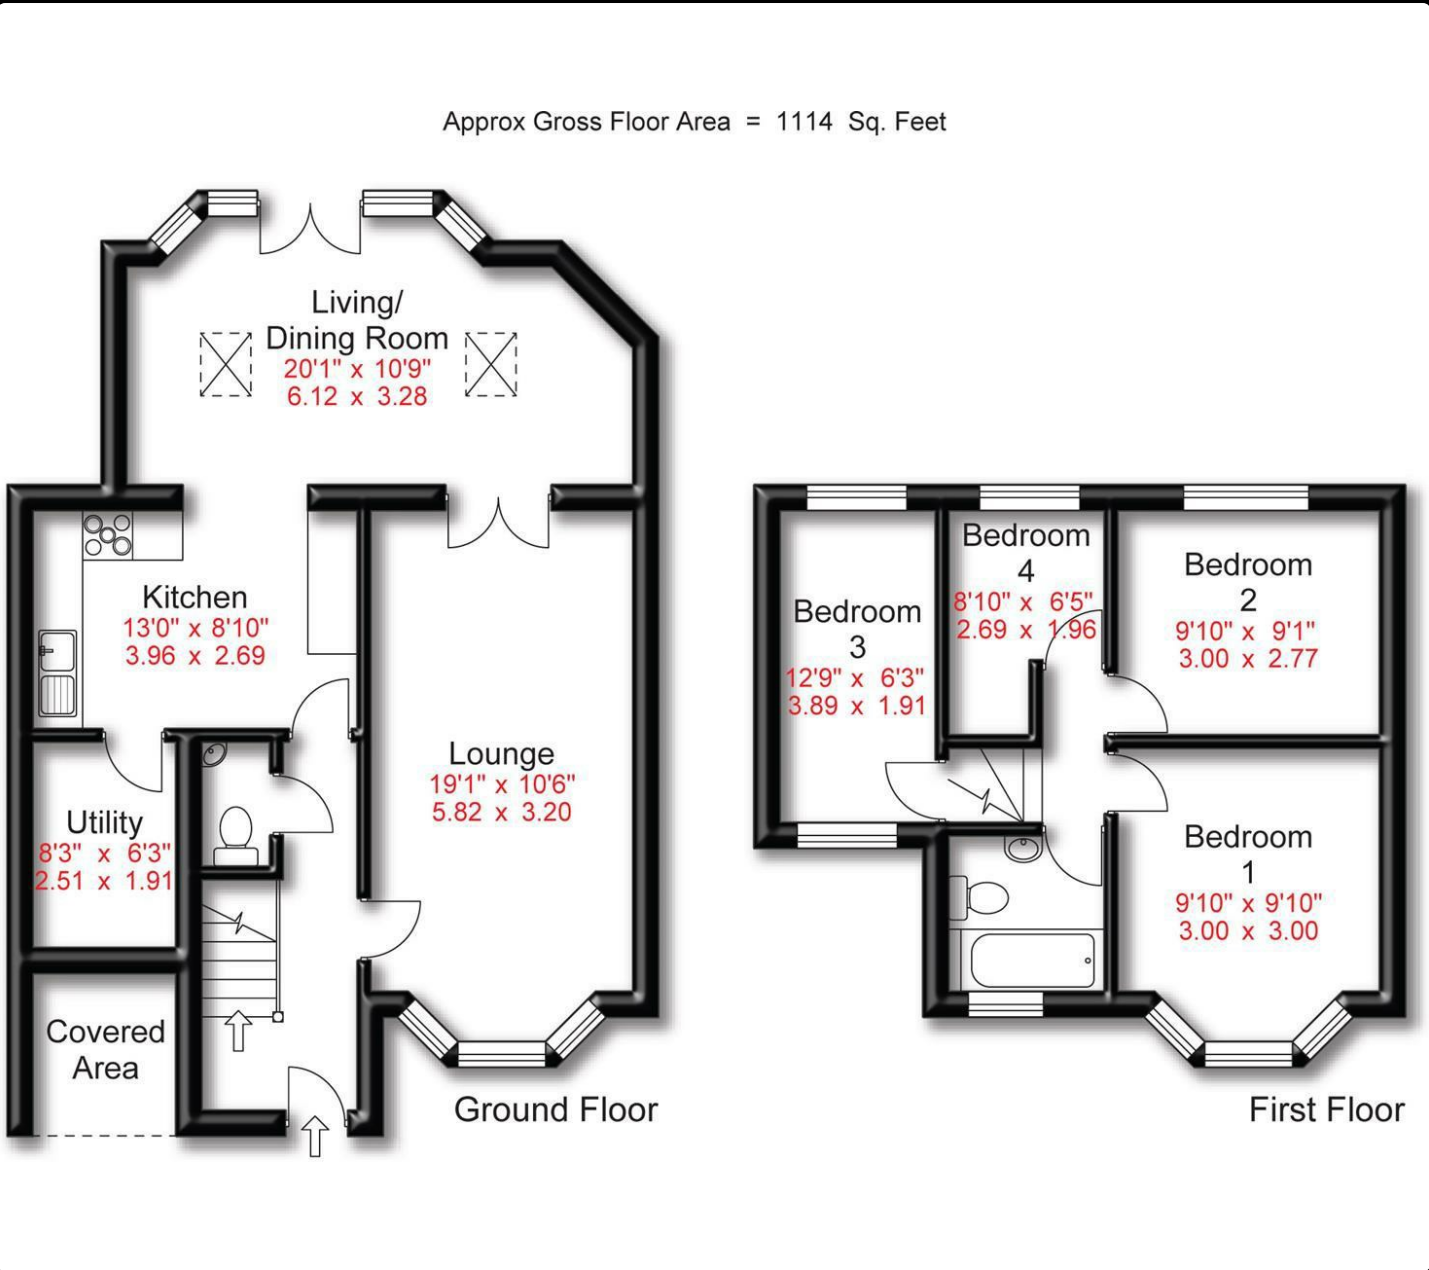 Approx Gross Floor Area = 1114 Sq. Feet
Living/
Dining Room
20'1" x 10'9"
6.12 x 3.28
Kitchen
13'0" x 8'10"
3.96 x 2.69
Lounge
19'1" x 10'6"
5.82 x 3.20
Utility
8'3" x 6'3"
2.51 x 1.91
Covered
Area
Ground Floor
Bedroom
3
12'9" x 6'3"
3.89 x 1.91
Bedroom
4
8'10" x 6'5"
2.69 x 1.96
Bedroom
2
9'10" x 9'1"
3.00 x 2.77
Bedroom
1
9'10" x 9'10"
3.00 x 3.00
First Floor